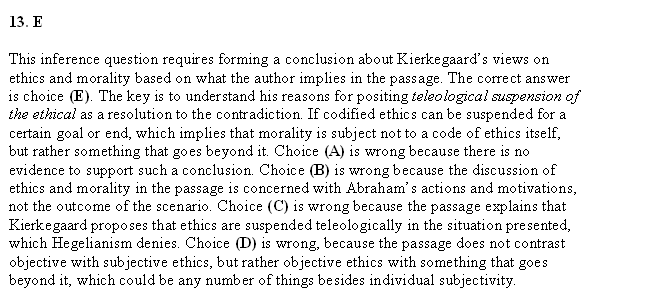 13. E
This inference question requires forming a conclusion about Kierkegaard's views on
ethics and morality based on what the author implies in the passage. The correct answer
is choice (E). The key is to understand his reasons for positing teleological suspension of
the ethical as a resolution to the contradiction. If codified ethics can be suspended for a
certain goal or end, which implies that morality is subject not to a code of ethics itself,
but rather something that goes beyond it. Choice (A) is wrong because there is no
evidence to support such a conclusion. Choice (B) is wrong because the discussion of
ethics and morality in the passage is concerned with Abraham's actions and motivations,
not the outcome of the scenario. Choice (C) is wrong because the passage explains that
Kierkegaard proposes that ethics are suspended teleologically in the situation presented,
which Hegelianism denies. Choice (D) is wrong, because the passage does not contrast
objective with subjective ethics, but rather objective ethics with something that goes
beyond it, which could be any number of things besides individual subjectivity.